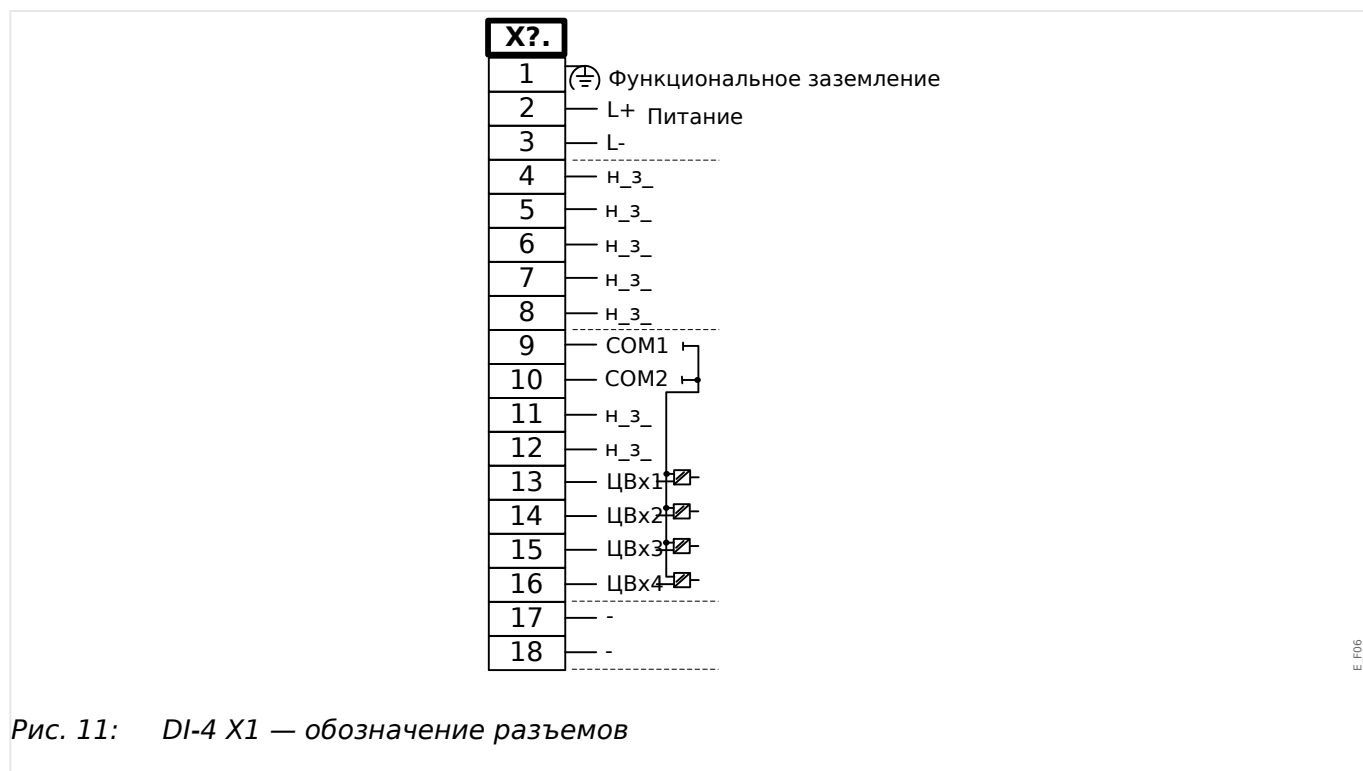 X?.
1 Функциональное заземление
2 L+ Питание
3 L-
4 н_з_
5 н_з_
6 н_з_
7 н_з_
8 н_з_
9 COM1
10 COM2
11 н_з_
12 н_з_
13 ЦВх1
14 ЦВх2
15 ЦВх3
16 ЦВх4
17 -
18 -
E_F06
Рис. 11: DI-4 X1 — обозначение разъемов